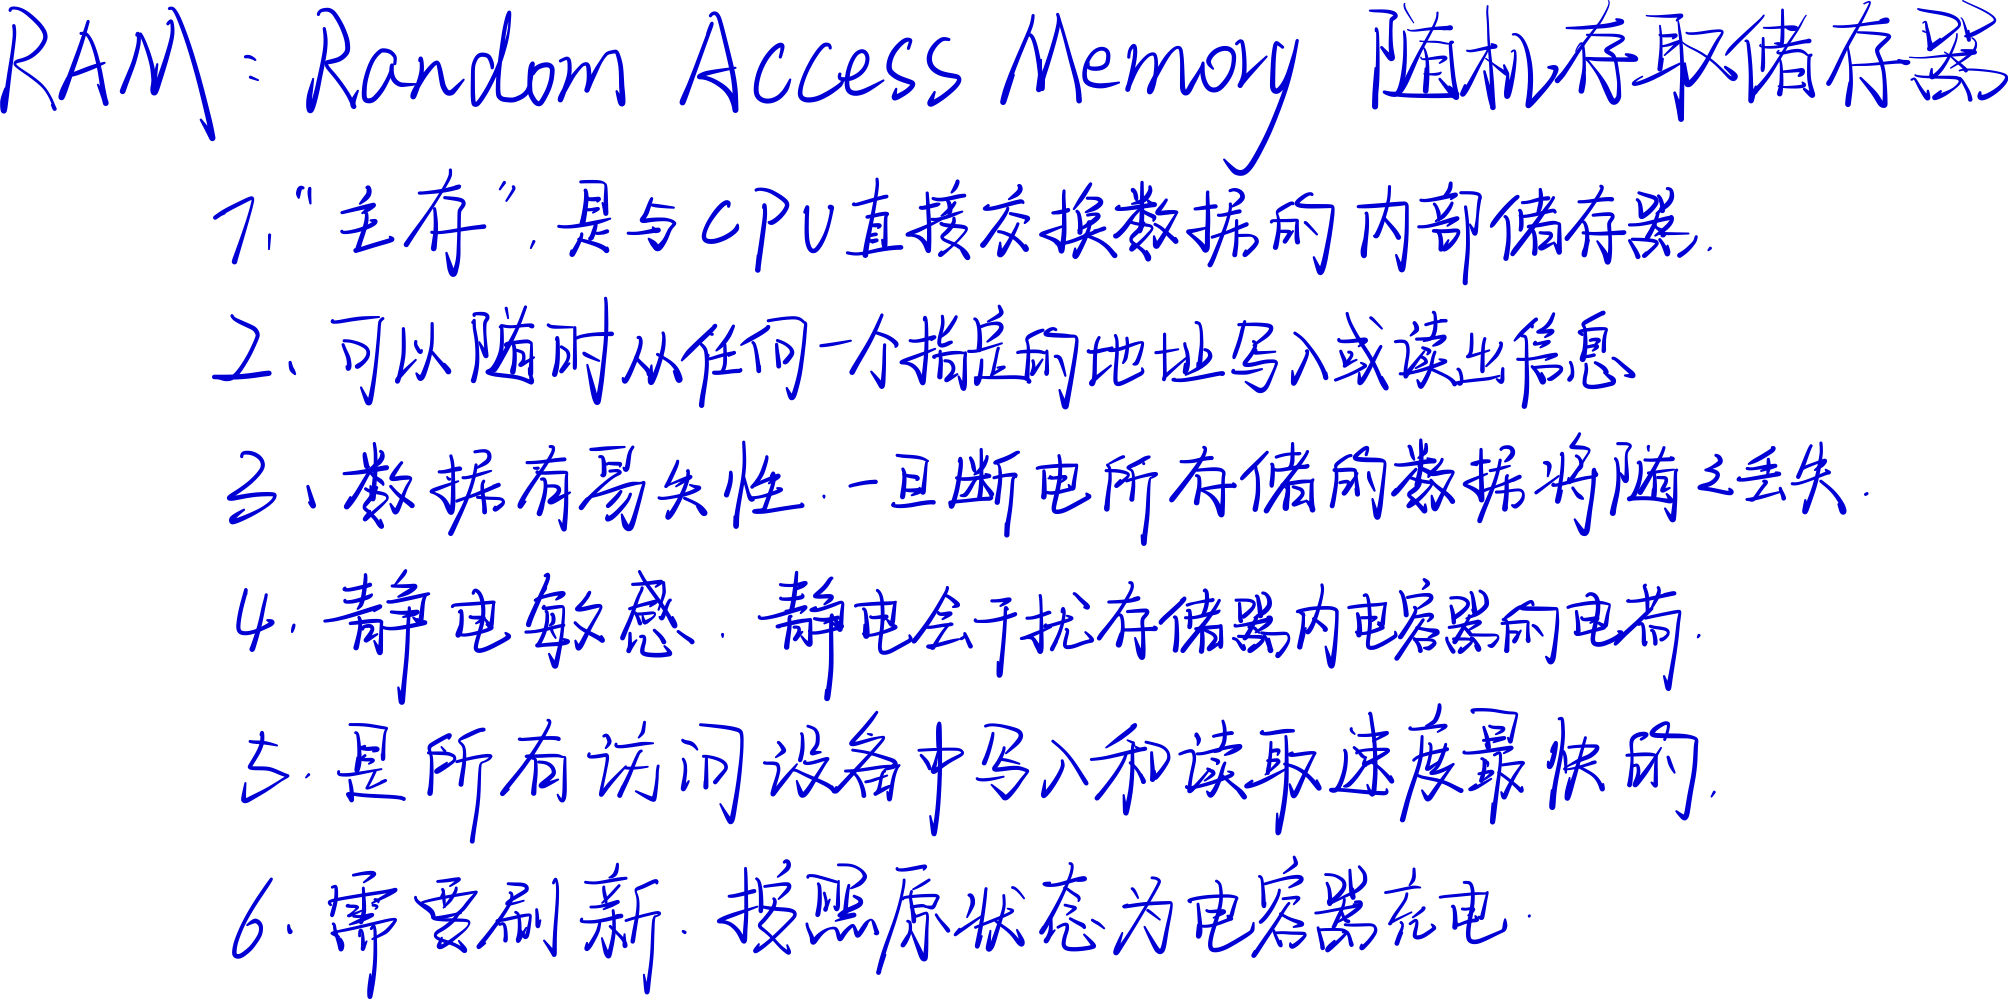 RAM: Random Access Memory 随机存取储存器
1. “主存”, 是与CPU直接交换数据的内部储存器.
2、可以随时从任何一个指定的地址写入或读出信息
3、数据有易失性.一旦断电所存储的数据将随之丢失.
4. 静电敏感. 静电会干扰存储器内电容器的电荷.
5. 是所有访问设备中写入和读取速度最快的.
6. 需要刷新. 按照原状态为电容器充电.